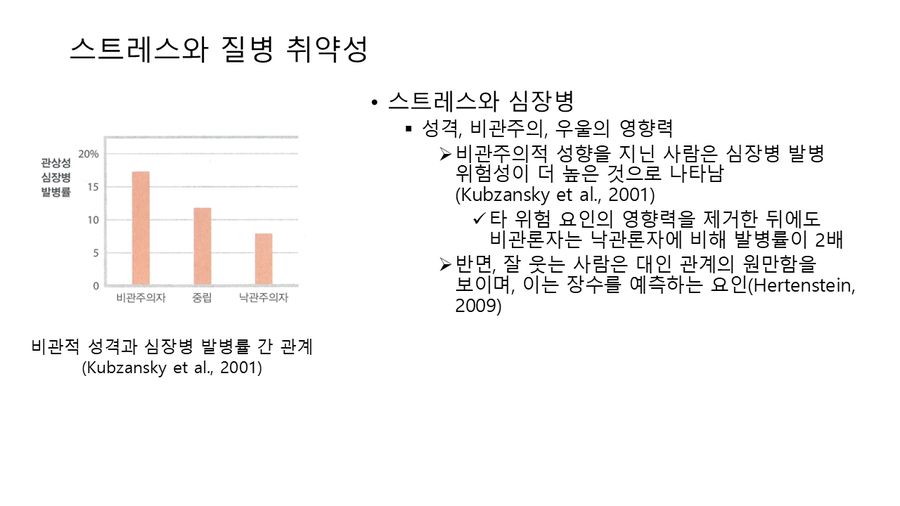 스트레스와 질병 취약성
• 스트레스와 심장병
▪ 성격, 비관주의, 우울의 영향력
➢비관주의적 성향을 지닌 사람은 심장병 발병
위험성이 더 높은 것으로 나타남
(Kubzansky et al., 2001)
✓타 위험 요인의 영향력을 제거한 뒤에도
비관론자는 낙관론자에 비해 발병률이 2배
➢반면, 잘 웃는 사람은 대인 관계의 원만함을
보이며, 이는 장수를 예측하는 요인(Hertenstein,
2009)
관상성
심장병
발병률
20%
15
10
5
0
비관주의자 중립 낙관주의자
비관적 성격과 심장병 발병률 간 관계
(Kubzansky et al., 2001)